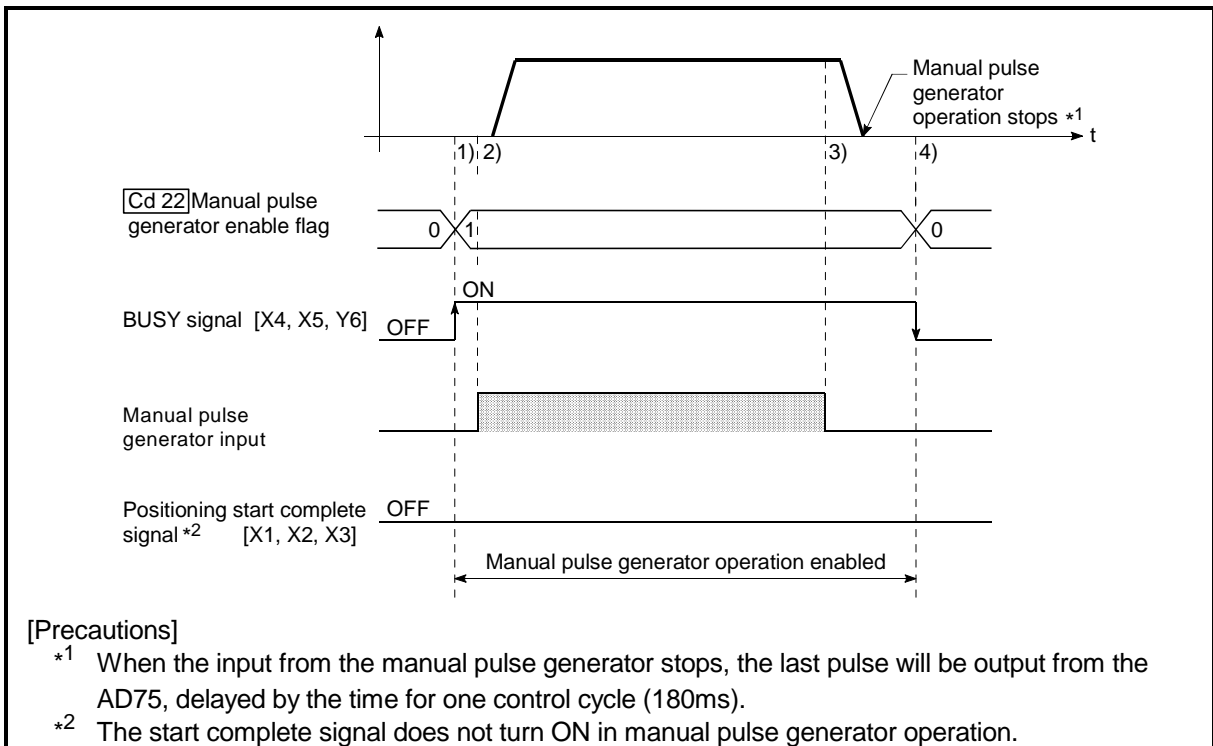 Manual pulse
generator
operation stops *1
t
1) 2) 3) 4)
Cd 22 Manual pulse
generator enable flag
0 1 0
ON
BUSY signal [X4, X5, Y6] OFF
Manual pulse
generator input
Positioning start complete OFF
signal *2 [X1, X2, X3]
Manual pulse generator operation enabled
[Precautions]
*1 When the input from the manual pulse generator stops, the last pulse will be output from the
AD75, delayed by the time for one control cycle (180ms).
*2 The start complete signal does not turn ON in manual pulse generator operation.